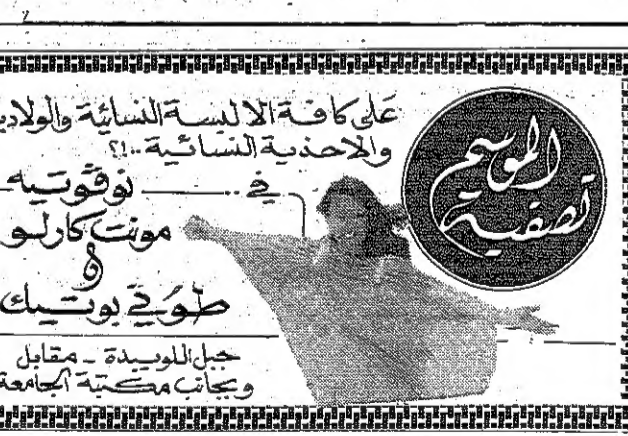 تصفية
الموسم
على كافة الالبسة النسائية والولادي
والاحذية النسائية..!؟
في .. نوفوتيه
مونت كارلو
و
طوني بوتيك
جبل اللويبدة - مقابل
وبجانب مكتبة الجامعة